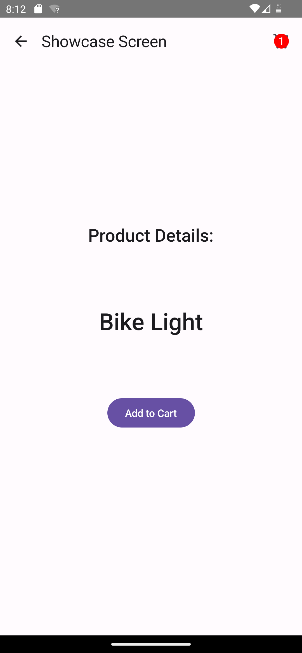 8:12
Showcase Screen
1
Product Details:
Bike Light
Add to Cart